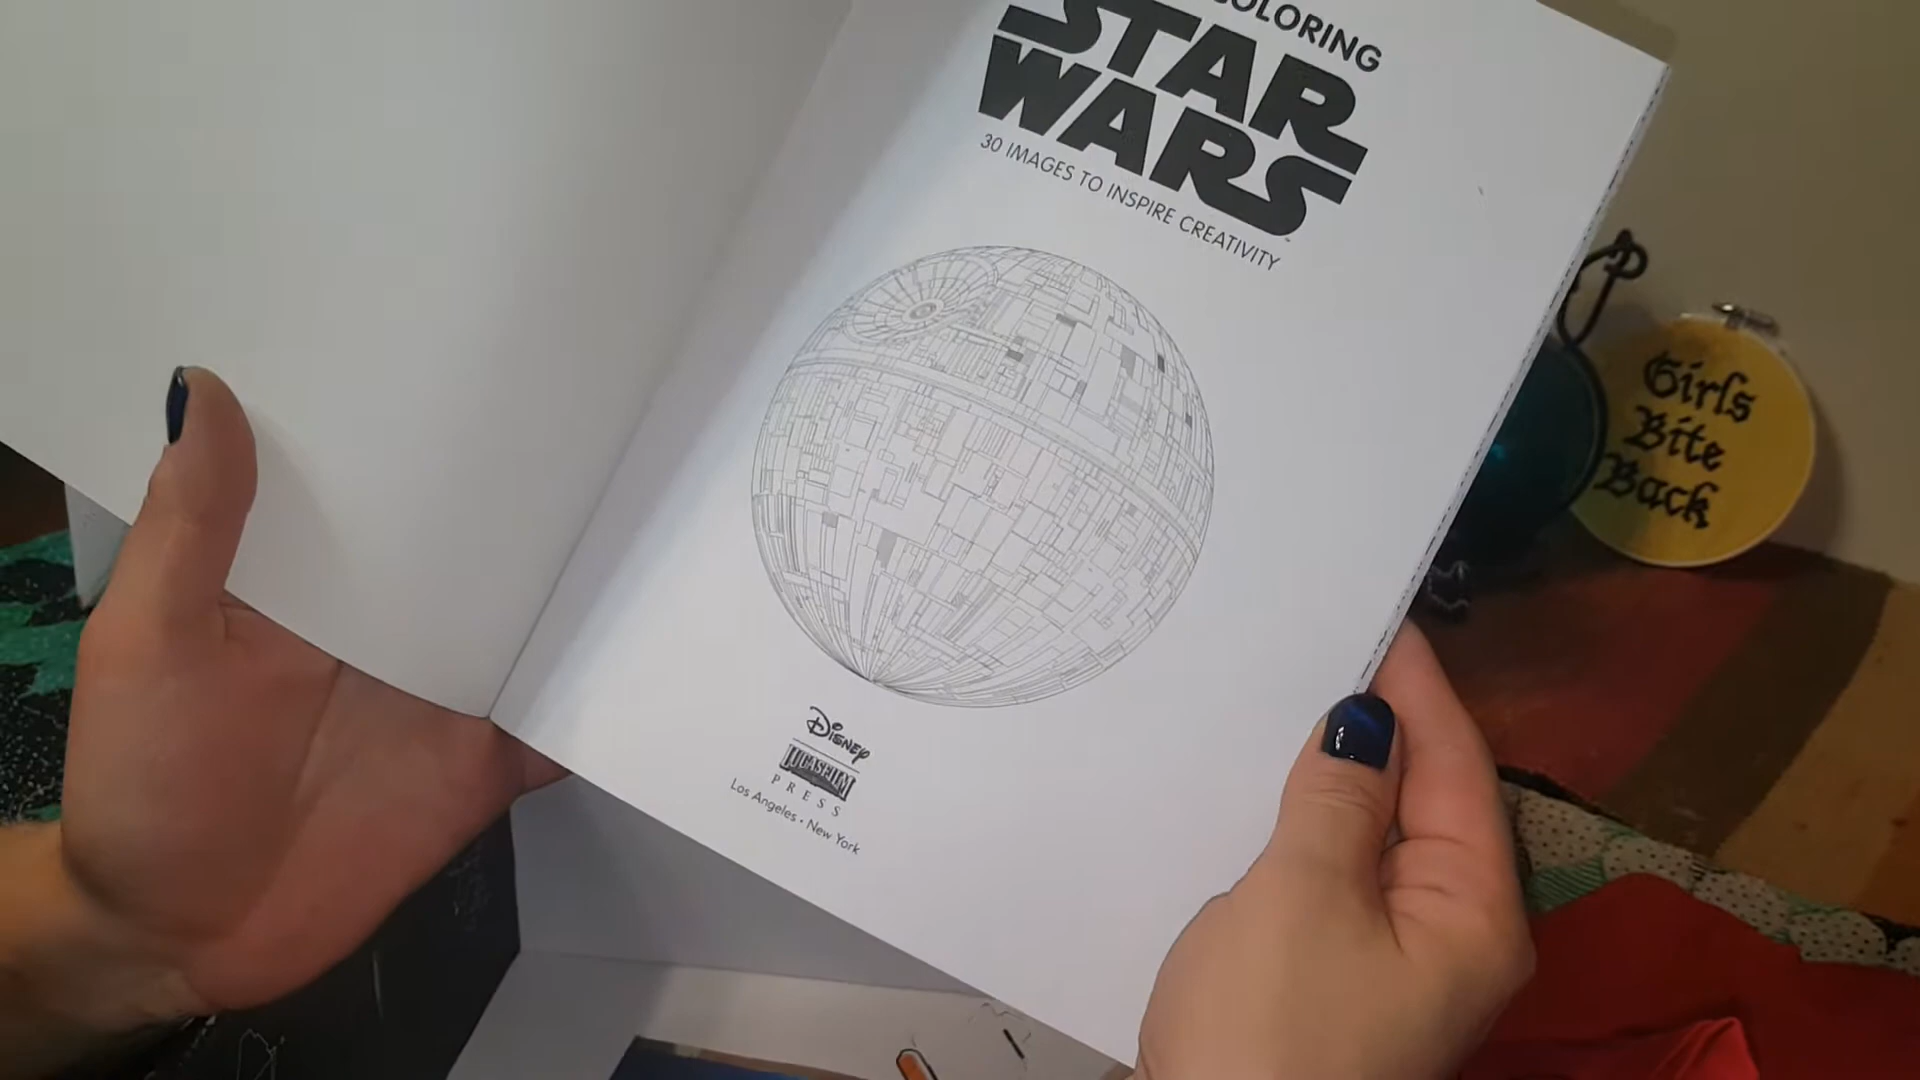 COLORING
STAR
WARS
30 IMAGES TO INSPIRE CREATIVITY
Disney
LUCASFILM
PRESS
Los Angeles • New York
Girls
Bite
Back